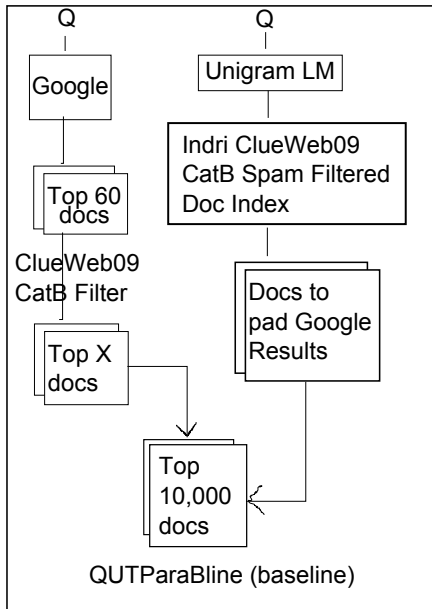 Q
Google
Top 60
docs
ClueWeb09
CatB Filter
Top X
docs
Q
Unigram LM
Indri ClueWeb09
CatB Spam Filtered
Doc Index
Docs to
pad Google
Results
Top
10,000
docs
QUTParaBline (baseline)